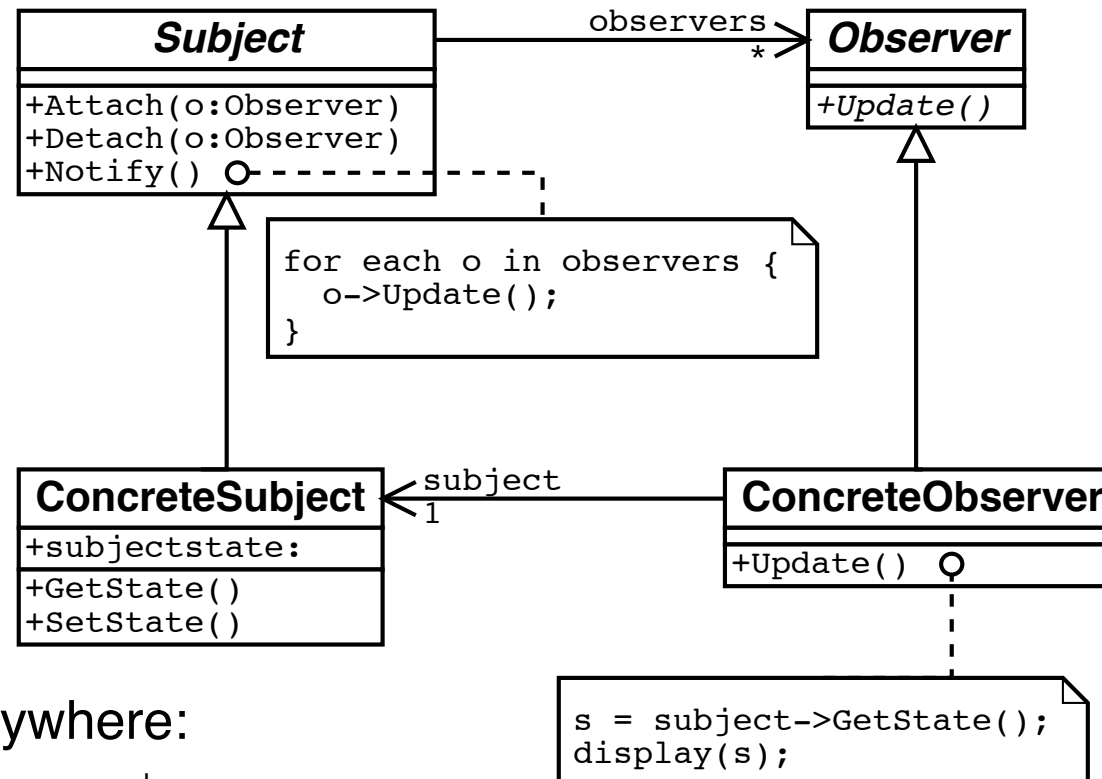 Subject
observers
*
Observer
+Attach(o:Observer)
+Detach(o:Observer)
+Notify()
+Update()
for each o in observers {
o->Update();
}
ConcreteSubject
subject
1
ConcreteObserver
+subjectstate:
+GetState()
+SetState()
+Update()
ywhere:
s = subject->GetState();
display(s);